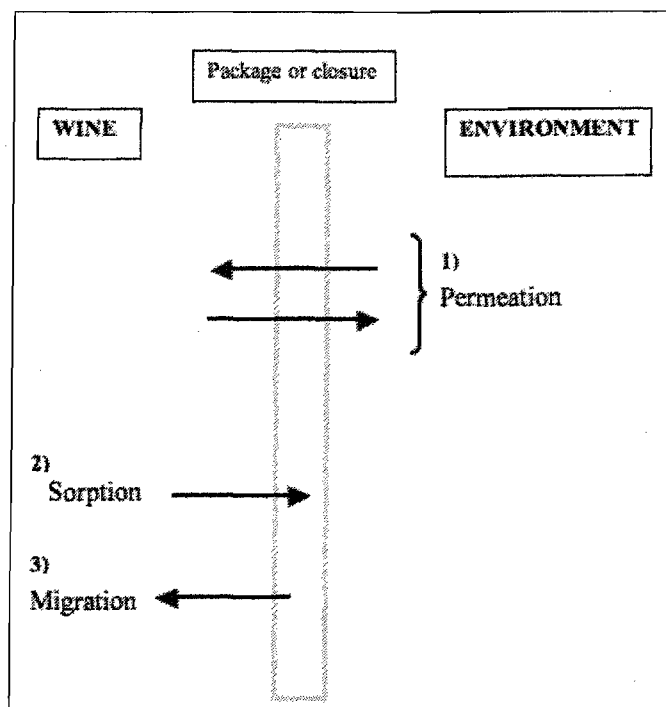 Package or closure
WINE
ENVIRONMENT
1)
Permeation
2)
Sorption
3)
Migration